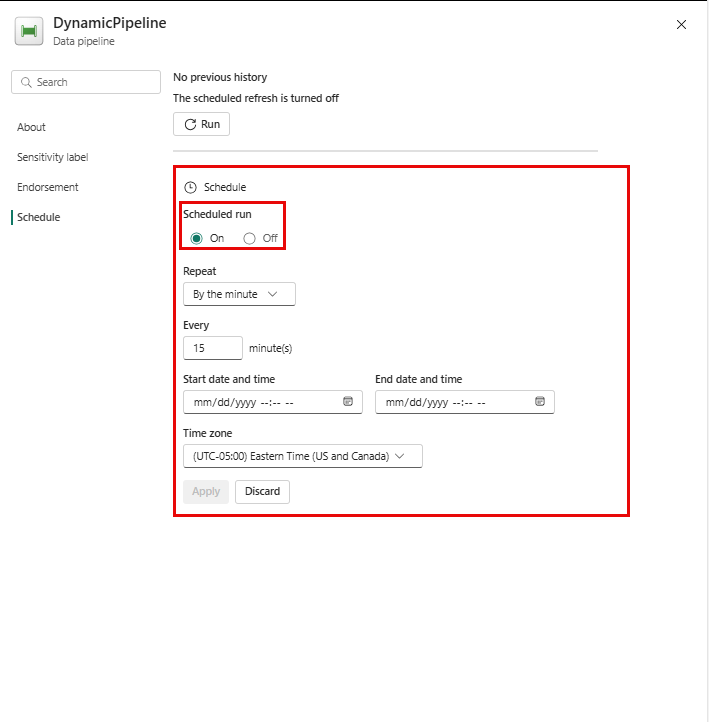 DynamicPipeline
Data pipeline
Search
About
Sensitivity label
Endorsement
Schedule
No previous history
The scheduled refresh is turned off
Run
Schedule
Scheduled run
On Off
Repeat
By the minute
Every
15 minute(s)
Start date and time End date and time
mm/dd/yyyy --:-- -- mm/dd/yyyy --:-- --
Time zone
(UTC-05:00) Eastern Time (US and Canada)
Apply Discard